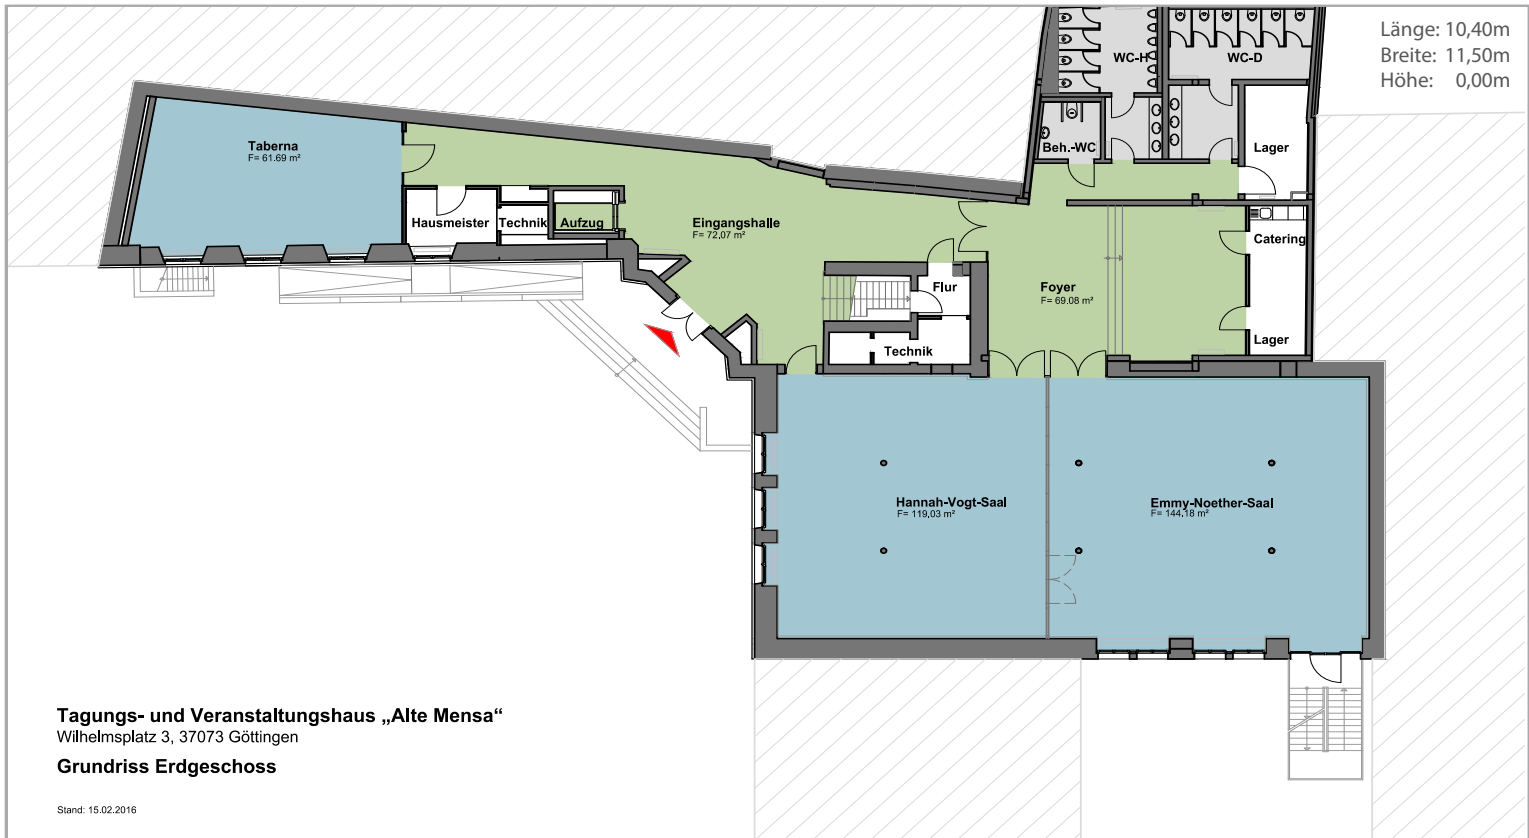 Länge: 10,40m
Breite: 11,50m
Höhe: 0,00m
WC-H
WC-D
Taberna
F= 61.69 m²
Beh.-WC
Lager
Hausmeister
Technik
Aufzug
Eingangshalle
F= 72,07 m²
Catering
Flur
Foyer
F= 69.08 m²
Technik
Lager
Hannah-Vogt-Saal
F= 119,03 m²
Emmy-Noether-Saal
F= 144.18 m²
Tagungs- und Veranstaltungshaus „Alte Mensa“
Wilhelmsplatz 3, 37073 Göttingen
Grundriss Erdgeschoss
Stand: 15.02.2016